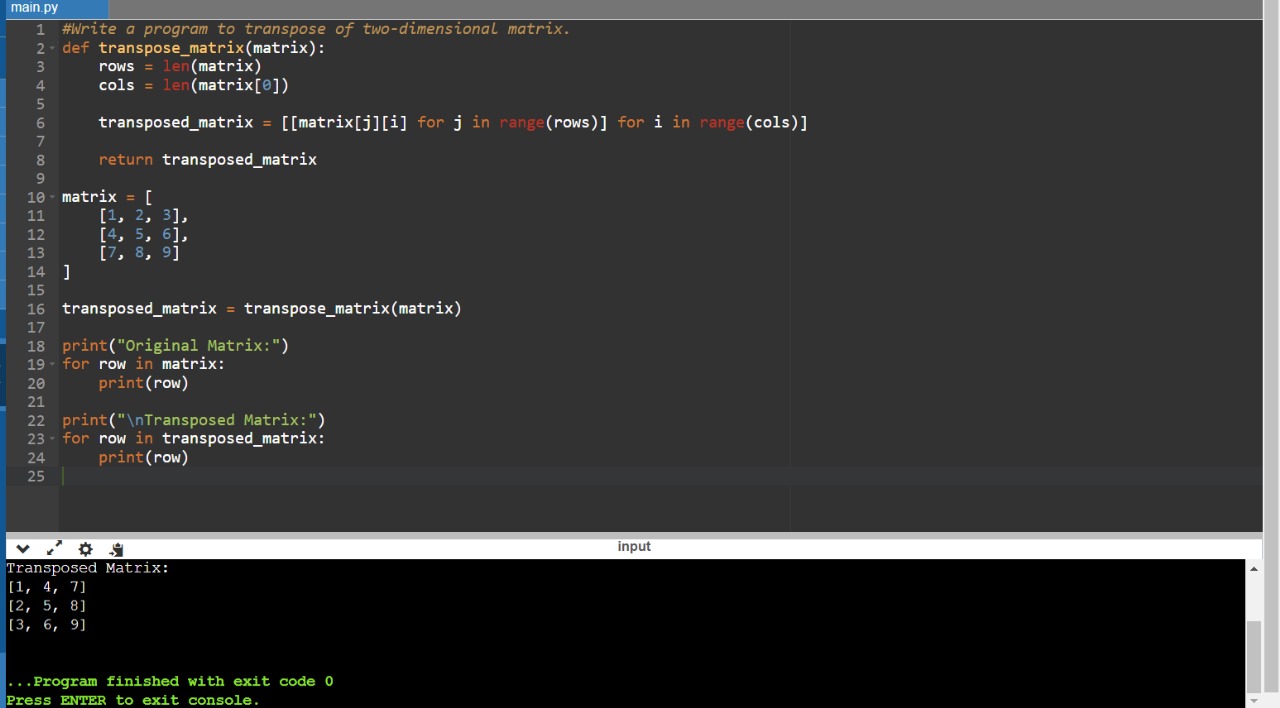 main.py
1 #Write a program to transpose of two-dimensional matrix.
2 def transpose_matrix(matrix):
3     rows = len(matrix)
4     cols = len(matrix[0])
5
6     transposed_matrix = [[matrix[j][i] for j in range(rows)] for i in range(cols)]
7
8     return transposed_matrix
9
10 matrix = [
11     [1, 2, 3],
12     [4, 5, 6],
13     [7, 8, 9]
14 ]
15
16 transposed_matrix = transpose_matrix(matrix)
17
18 print("Original Matrix:")
19 for row in matrix:
20     print(row)
21
22 print("\nTransposed Matrix:")
23 for row in transposed_matrix:
24     print(row)
25
input
Transposed Matrix:
[1, 4, 7]
[2, 5, 8]
[3, 6, 9]
...Program finished with exit code 0
Press ENTER to exit console.